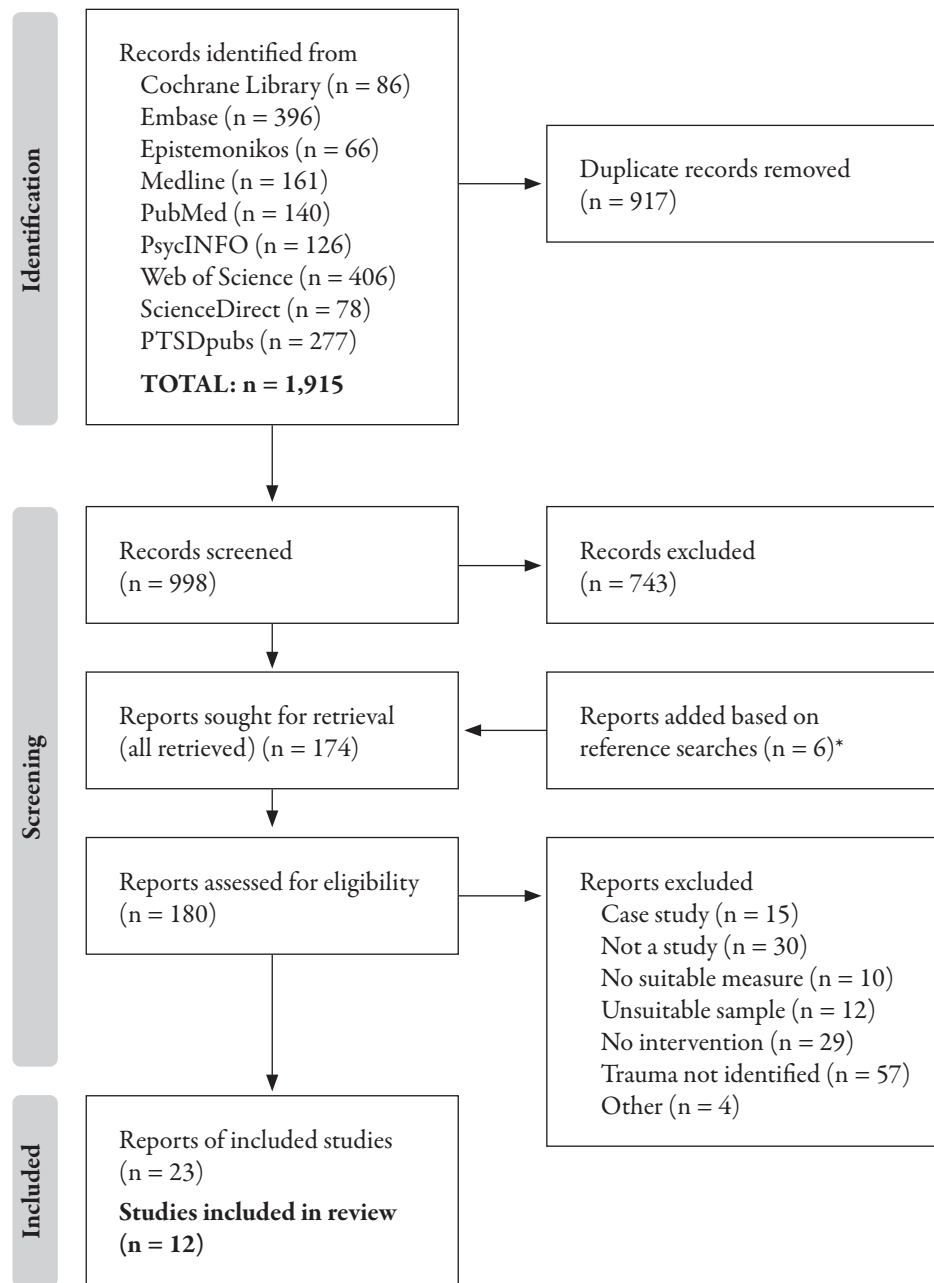 Identification
Records identified from
Cochrane Library (n = 86)
Embase (n = 396)
Epistemonikos (n = 66)
Medline (n = 161)
PubMed (n = 140)
PsycINFO (n = 126)
Web of Science (n = 406)
ScienceDirect (n = 78)
PTSDpubs (n = 277)
TOTAL: n = 1,915
Duplicate records removed
(n = 917)
Screening
Records screened
(n = 998)
Records excluded
(n = 743)
Reports sought for retrieval
(all retrieved) (n = 174)
Reports added based on
reference searches (n = 6)*
Reports assessed for eligibility
(n = 180)
Reports excluded
Case study (n = 15)
Not a study (n = 30)
No suitable measure (n = 10)
Unsuitable sample (n = 12)
No intervention (n = 29)
Trauma not identified (n = 57)
Other (n = 4)
Included
Reports of included studies
(n = 23)
Studies included in review
(n = 12)